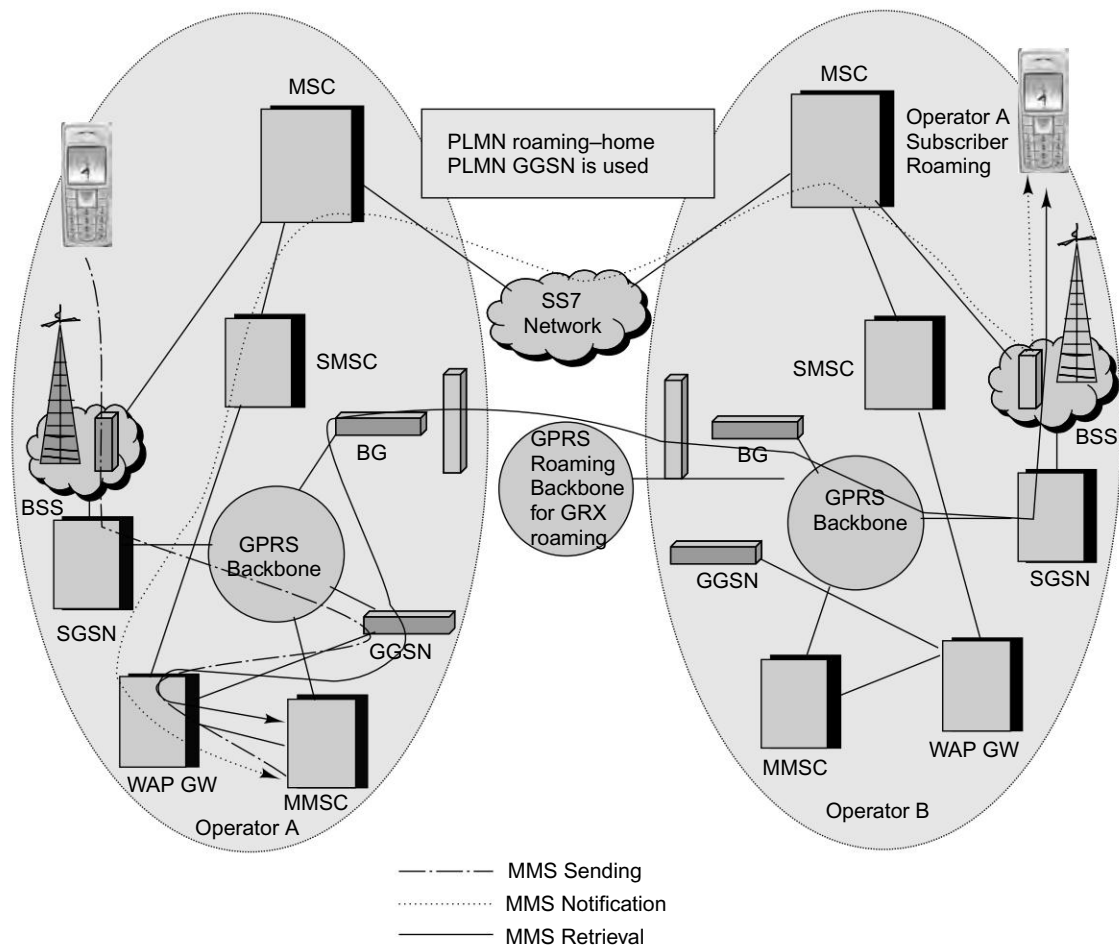 MSC
MSC
PLMN roaming–home
PLMN GGSN is used
Operator A
Subscriber
Roaming
SS7
Network
SMSC
SMSC
BG
BG
GPRS
Roaming
Backbone
for GRX
roaming
BSS
BSS
GPRS
Backbone
GPRS
Backbone
GGSN
GGSN
SGSN
SGSN
WAP GW
MMSC
WAP GW
MMSC
Operator A
Operator B
MMS Sending
MMS Notification
MMS Retrieval